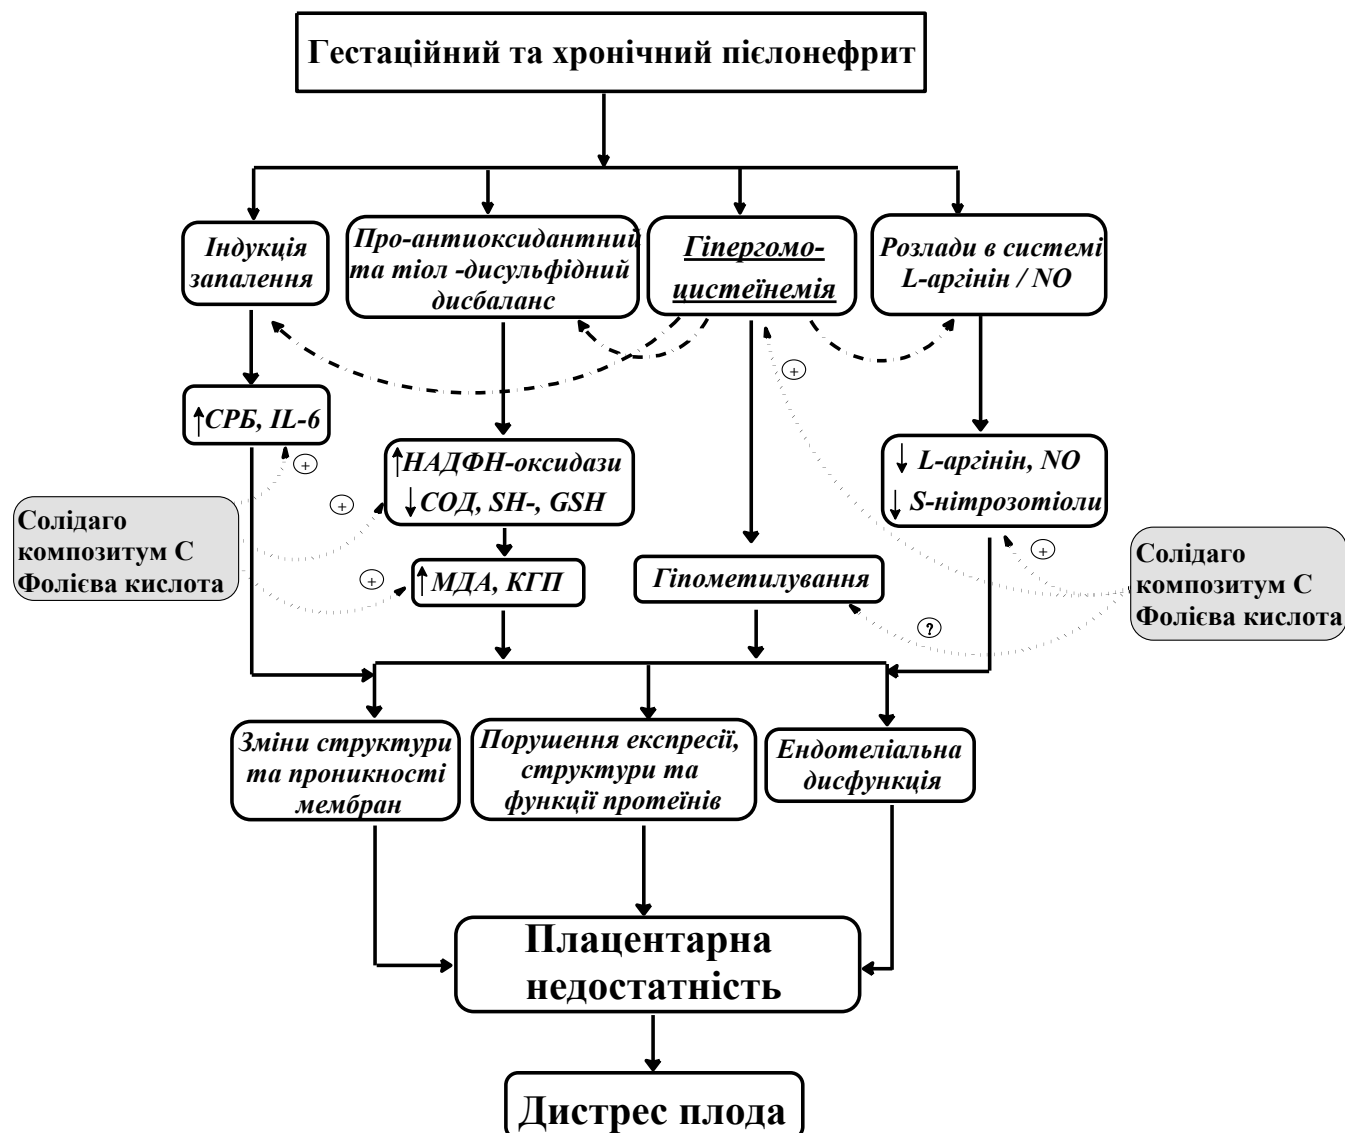 Гестаційний та хронічний пієлонефрит
Індукція
запалення
Про-антиоксидантний
та тіол -дисульфідний
дисбаланс
Гіпергомо-
цистеїнемія
Розлади в системі
L-аргінін / NO
+
↑СРБ, IL-6
+
↑НАДФН-оксидази
↓СОД, SH-, GSH
+
↓ L-аргінін, NO
↓ S-нітрозотіоли
Солідаго
композитум С
Фолієва кислота
+
↑МДА, КГП
Гіпометилування
+
Солідаго
композитум С
Фолієва кислота
?
Зміни структури
та проникності
мембран
Порушення експресії,
структури та
функції протеїнів
Ендотеліальна
дисфункція
Плацентарна
недостатність
Дистрес плода